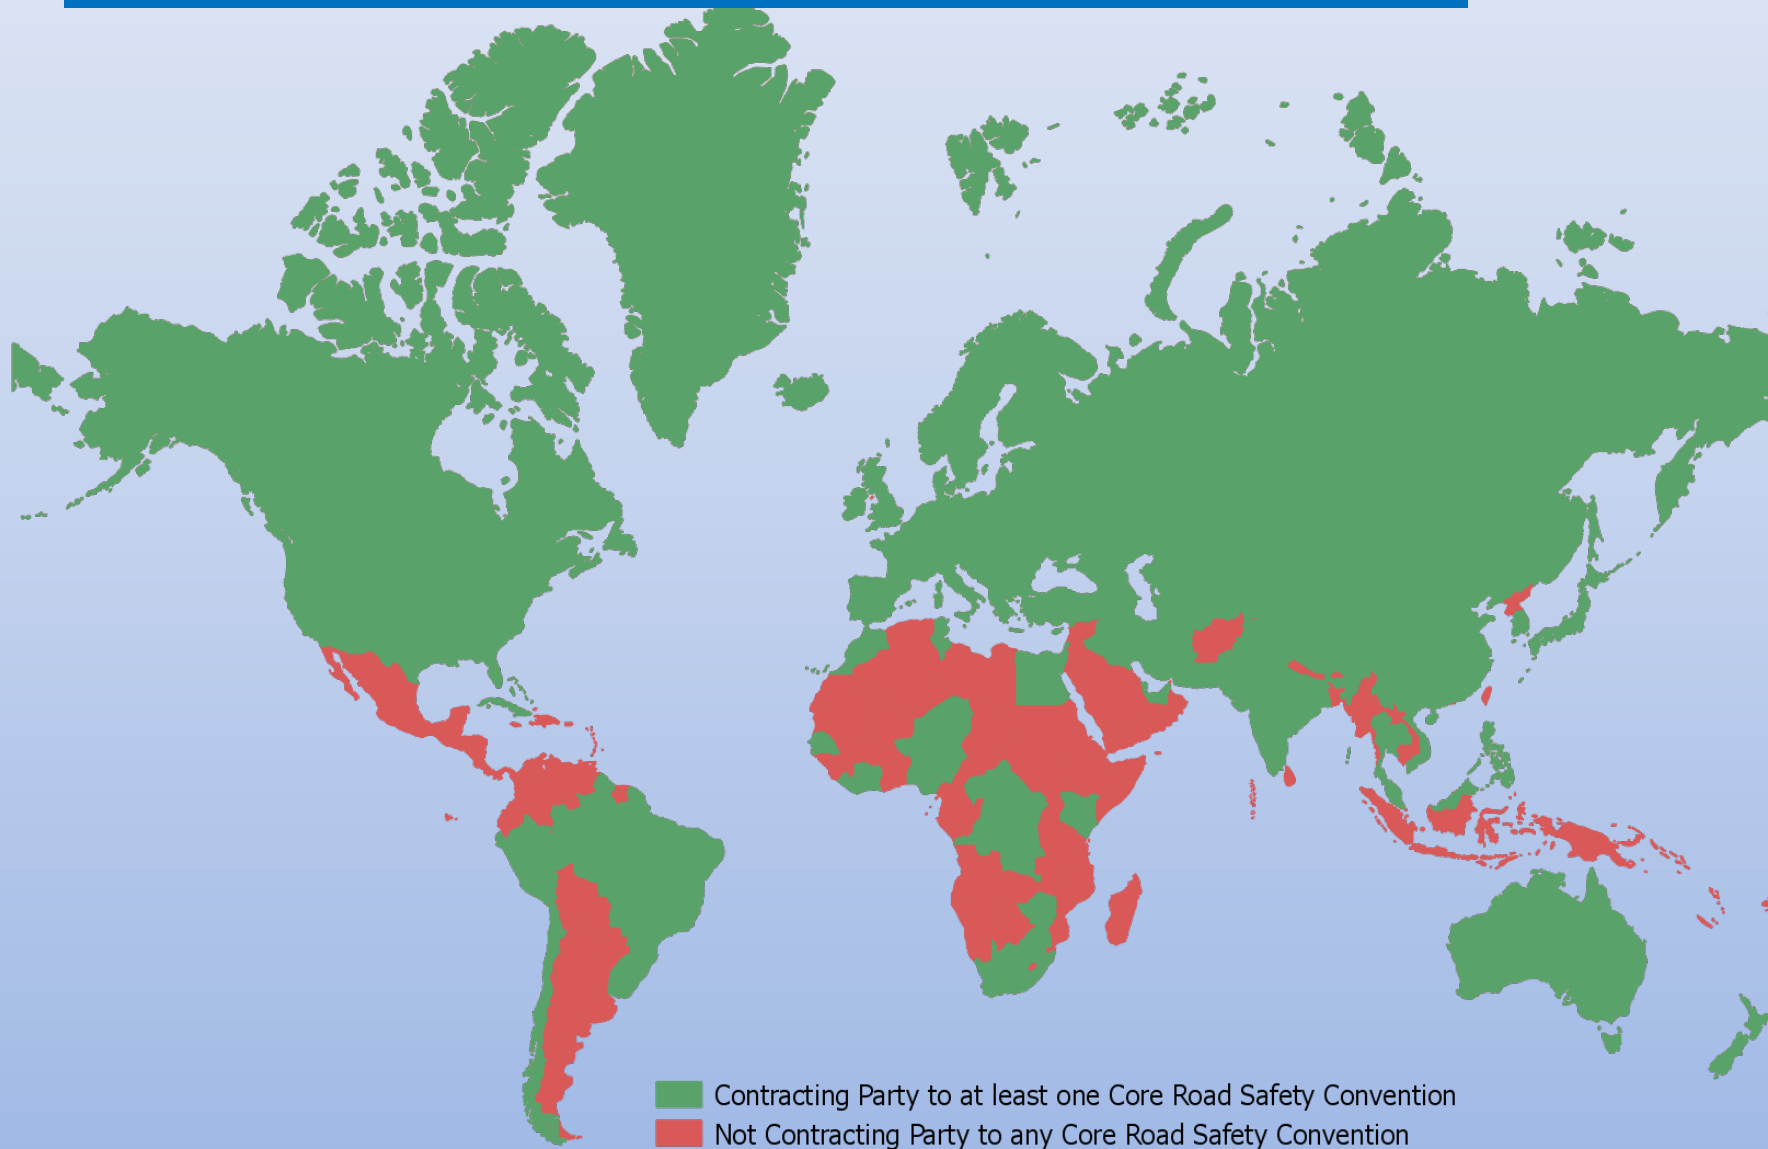 Contracting Party to at least one Core Road Safety Convention
Not Contracting Party to any Core Road Safety Convention